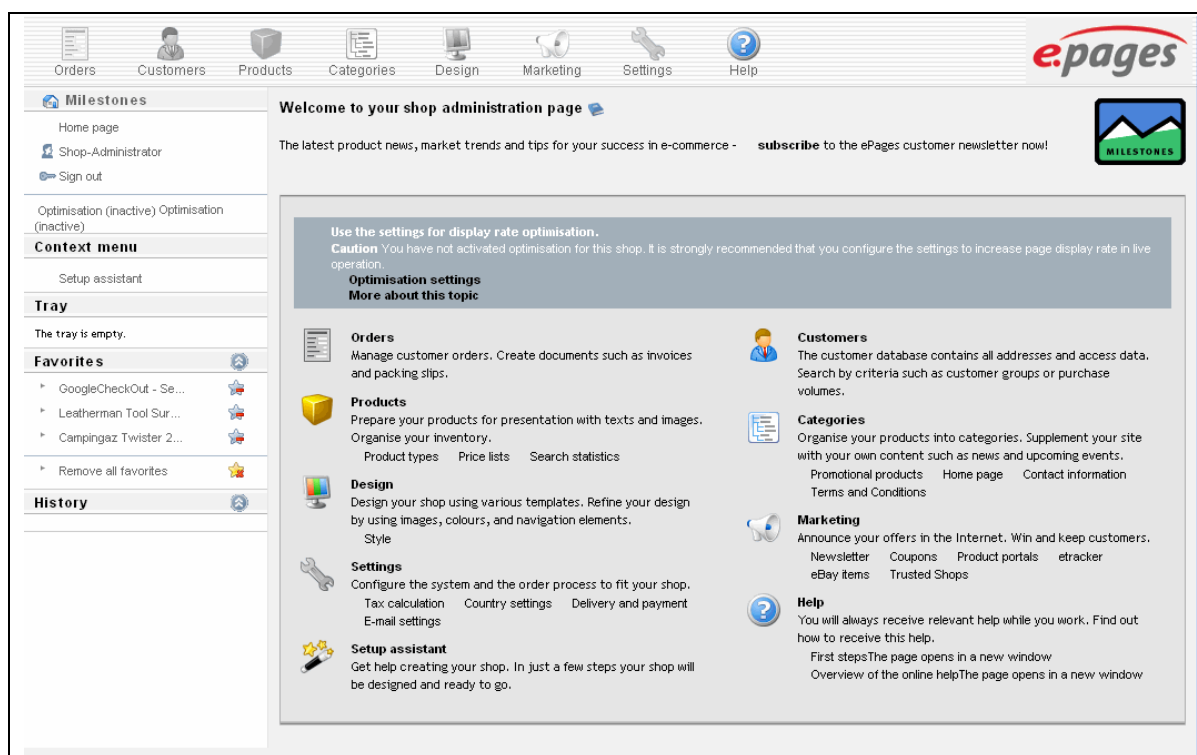 Orders Customers Products Categories Design Marketing Settings Help
e.pages
Milestones
Home page
Shop-Administrator
Sign out
Optimisation (inactive) Optimisation
(inactive)
Context menu
Setup assistant
Tray
The tray is empty.
Favorites
GoogleCheckOut - Se...
Leatherman Tool Sur...
Campingaz Twister 2...
Remove all favorites
History
Welcome to your shop administration page
The latest product news, market trends and tips for your success in e-commerce - subscribe to the ePages customer newsletter now!
MILESTONES
Use the settings for display rate optimisation.
Caution You have not activated optimisation for this shop. It is strongly recommended that you configure the settings to increase page display rate in live
operation.
Optimisation settings
More about this topic
Orders
Manage customer orders. Create documents such as invoices
and packing slips.
Products
Prepare your products for presentation with texts and images.
Organise your inventory.
Product types Price lists Search statistics
Design
Design your shop using various templates. Refine your design
by using images, colours, and navigation elements.
Style
Settings
Configure the system and the order process to fit your shop.
Tax calculation Country settings Delivery and payment
E-mail settings
Setup assistant
Get help creating your shop. In just a few steps your shop will
be designed and ready to go.
Customers
The customer database contains all addresses and access data.
Search by criteria such as customer groups or purchase
volumes.
Categories
Organise your products into categories. Supplement your site
with your own content such as news and upcoming events.
Promotional products Home page Contact information
Terms and Conditions
Marketing
Announce your offers in the Internet. Win and keep customers.
Newsletter Coupons Product portals etracker
eBay items Trusted Shops
Help
You will always receive relevant help while you work. Find out
how to receive this help.
First stepsThe page opens in a new window
Overview of the online helpThe page opens in a new window